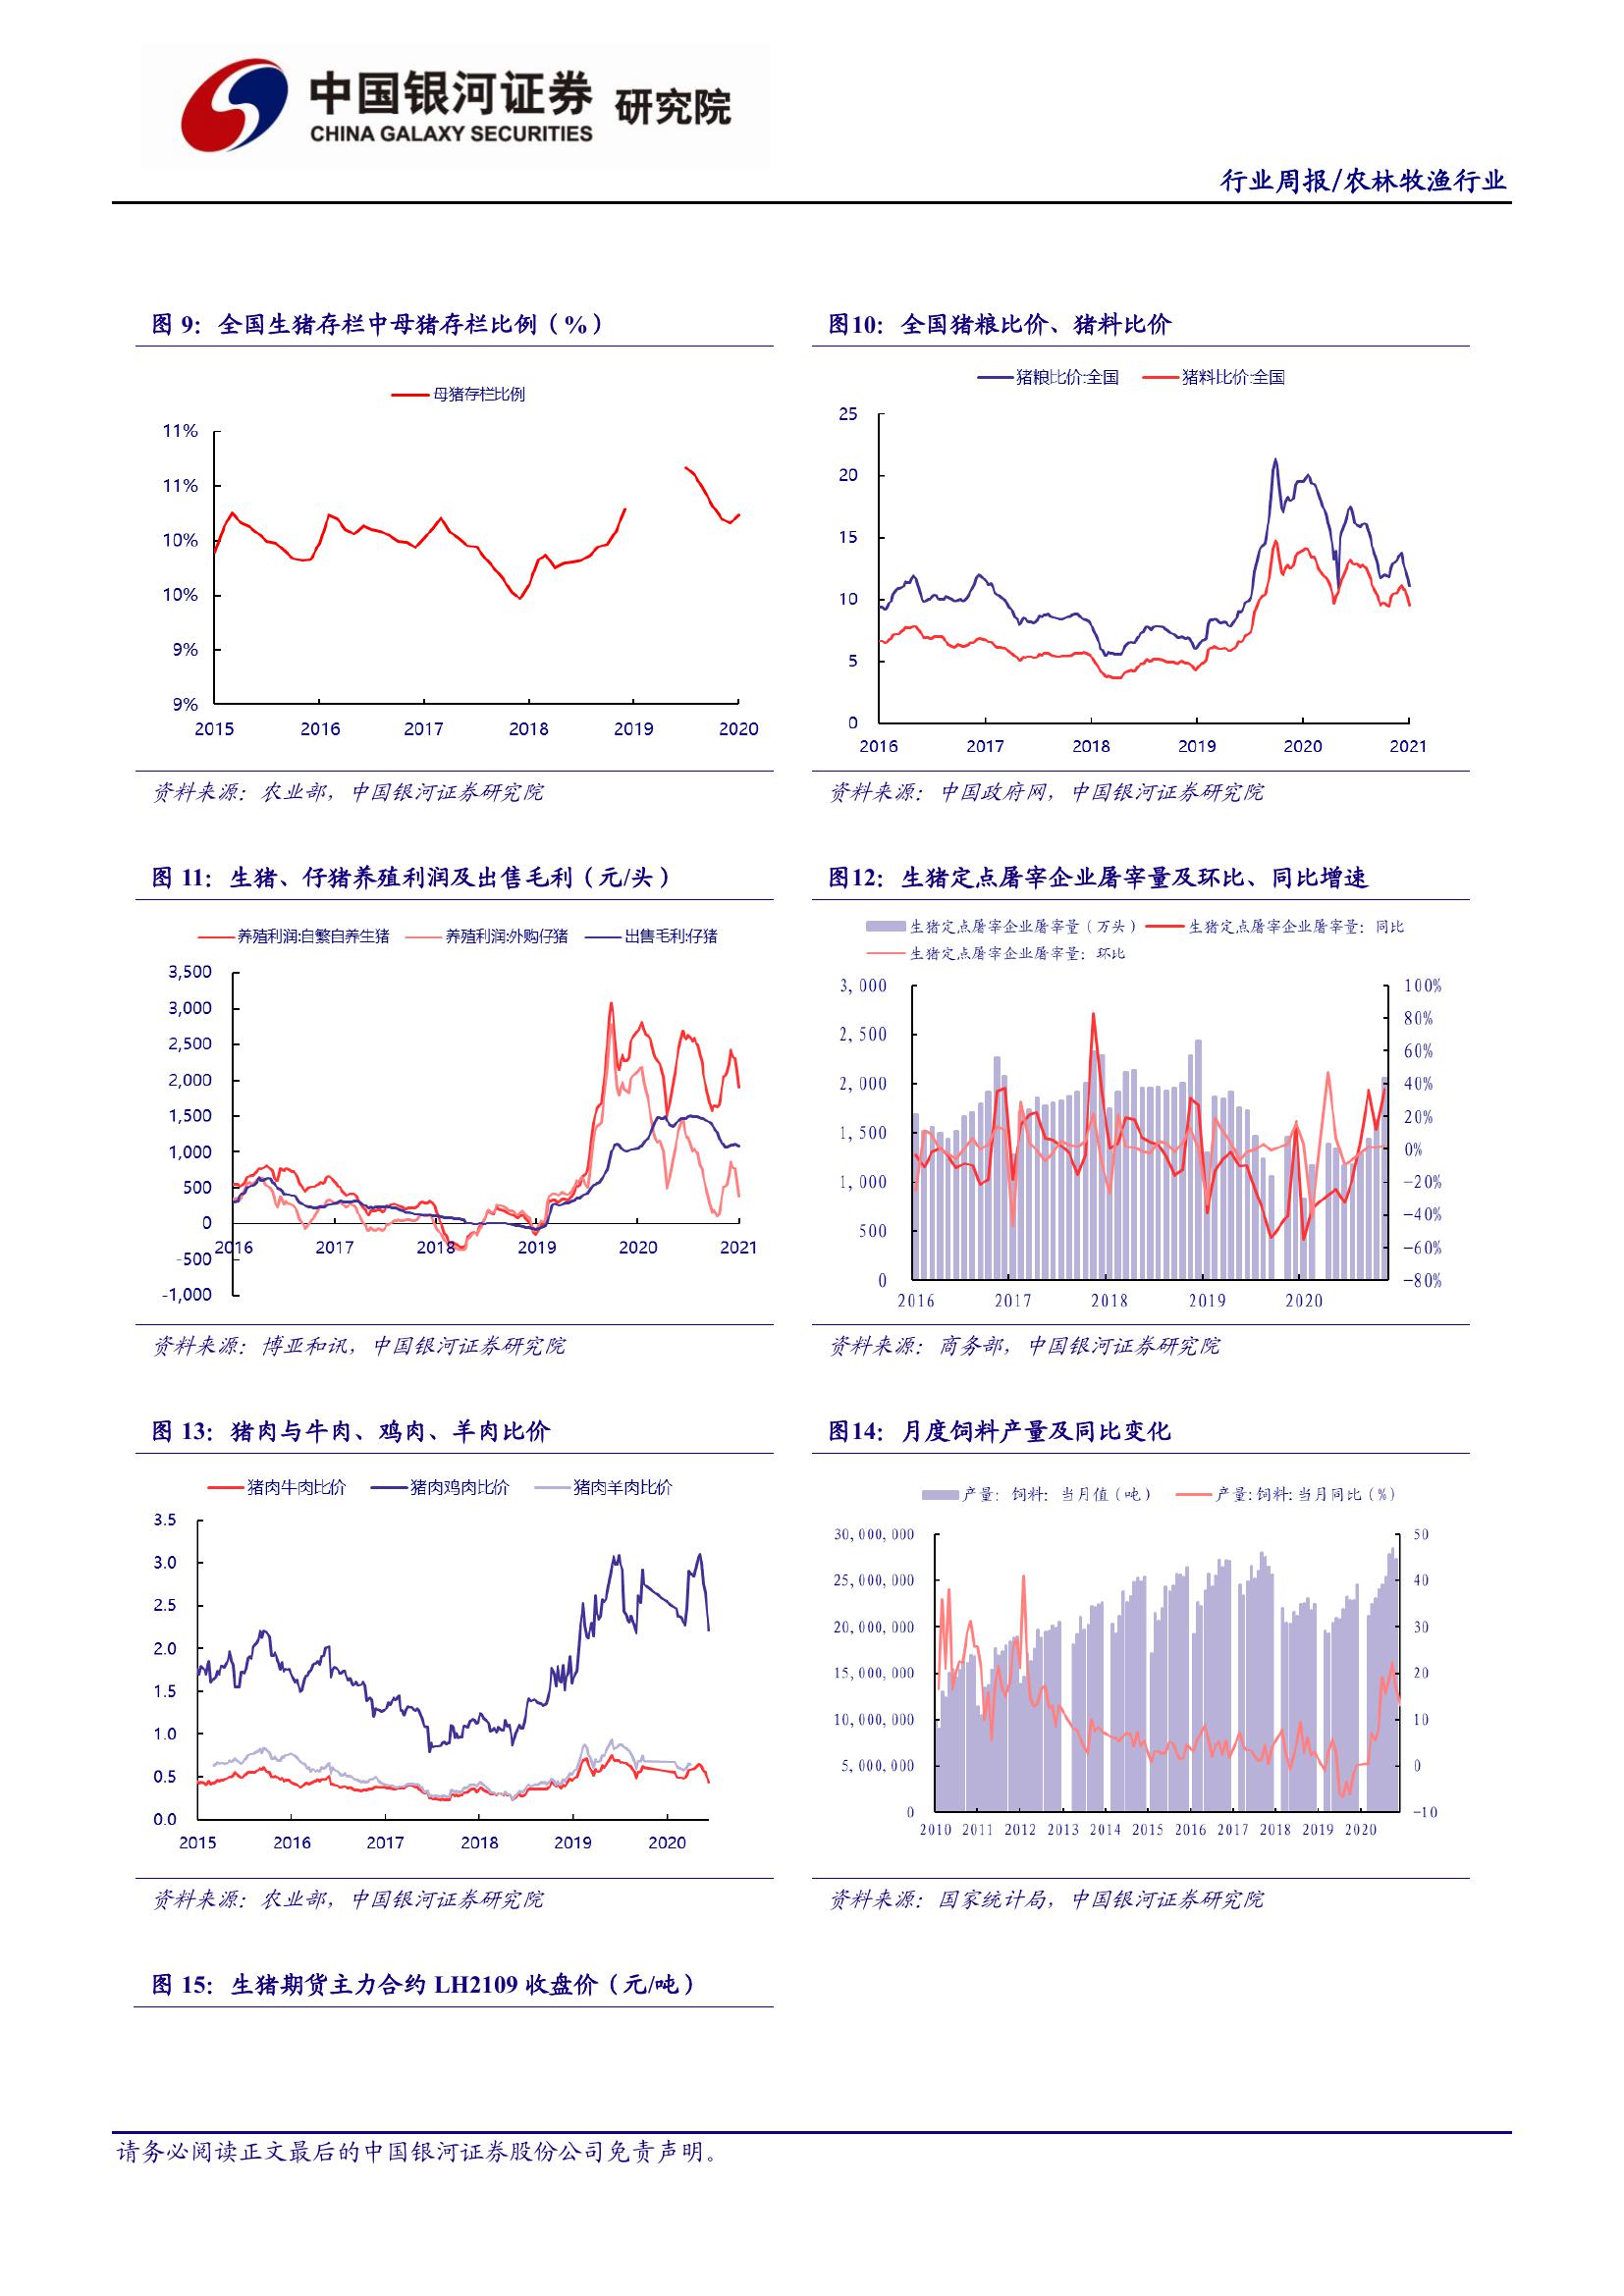 中国银河证券 研究院
CHINA GALAXY SECURITIES
行业周报/农林牧渔行业
图 9：全国生猪存栏中母猪存栏比例（%）
母猪存栏比例
11%
11%
10%
10%
9%
9%
2015 2016 2017 2018 2019 2020
资料来源：农业部，中国银河证券研究院
图10：全国猪粮比价、猪料比价
猪粮比价:全国 猪料比价:全国
25
20
15
10
5
0
2016 2017 2018 2019 2020 2021
资料来源：中国政府网，中国银河证券研究院
图 11：生猪、仔猪养殖利润及出售毛利（元/头）
养殖利润:自繁自养生猪 养殖利润:外购仔猪 出售毛利:仔猪
3,500
3,000
2,500
2,000
1,500
1,000
500
0
-500
-1,000
2016 2017 2018 2019 2020 2021
资料来源：博亚和讯，中国银河证券研究院
图12：生猪定点屠宰企业屠宰量及环比、同比增速
生猪定点屠宰企业屠宰量（万头） 生猪定点屠宰企业屠宰量：同比
生猪定点屠宰企业屠宰量：环比
3,000 100%
80%
2,500 60%
2,000 40%
20%
1,500 0%
1,000 -20%
-40%
500 -60%
0 -80%
2016 2017 2018 2019 2020
资料来源：商务部，中国银河证券研究院
图 13：猪肉与牛肉、鸡肉、羊肉比价
猪肉牛肉比价 猪肉鸡肉比价 猪肉羊肉比价
3.5
3.0
2.5
2.0
1.5
1.0
0.5
0.0
2015 2016 2017 2018 2019 2020
资料来源：农业部，中国银河证券研究院
图14：月度饲料产量及同比变化
产量：饲料：当月值（吨） 产量:饲料:当月同比(%)
30,000,000 50
25,000,000 40
20,000,000 30
15,000,000 20
10,000,000 10
5,000,000 0
0 -10
2010 2011 2012 2013 2014 2015 2016 2017 2018 2019 2020
资料来源：国家统计局，中国银河证券研究院
图 15：生猪期货主力合约 LH2109 收盘价（元/吨）
请务必阅读正文最后的中国银河证券股份公司免责声明。